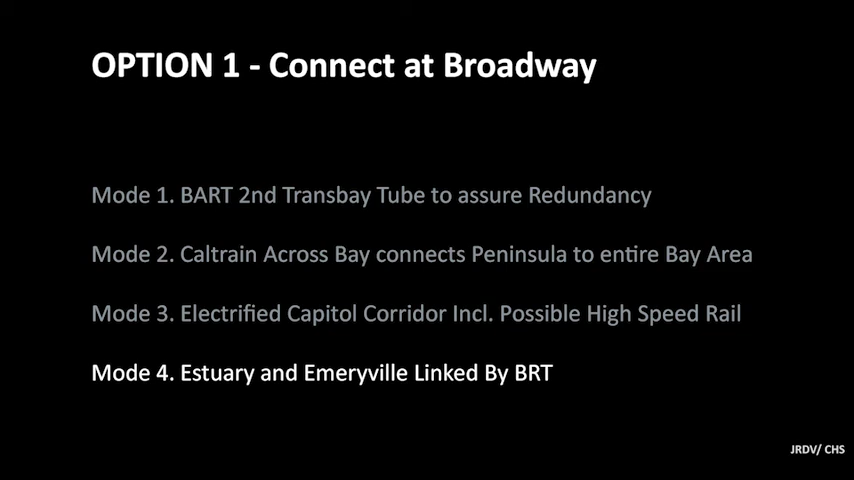 OPTION 1 - Connect at Broadway
Mode 1. BART 2nd Transbay Tube to assure Redundancy
Mode 2. Caltrain Across Bay connects Peninsula to entire Bay Area
Mode 3. Electrified Capitol Corridor Incl. Possible High Speed Rail
Mode 4. Estuary and Emeryville Linked By BRT
JRDV/ CHS